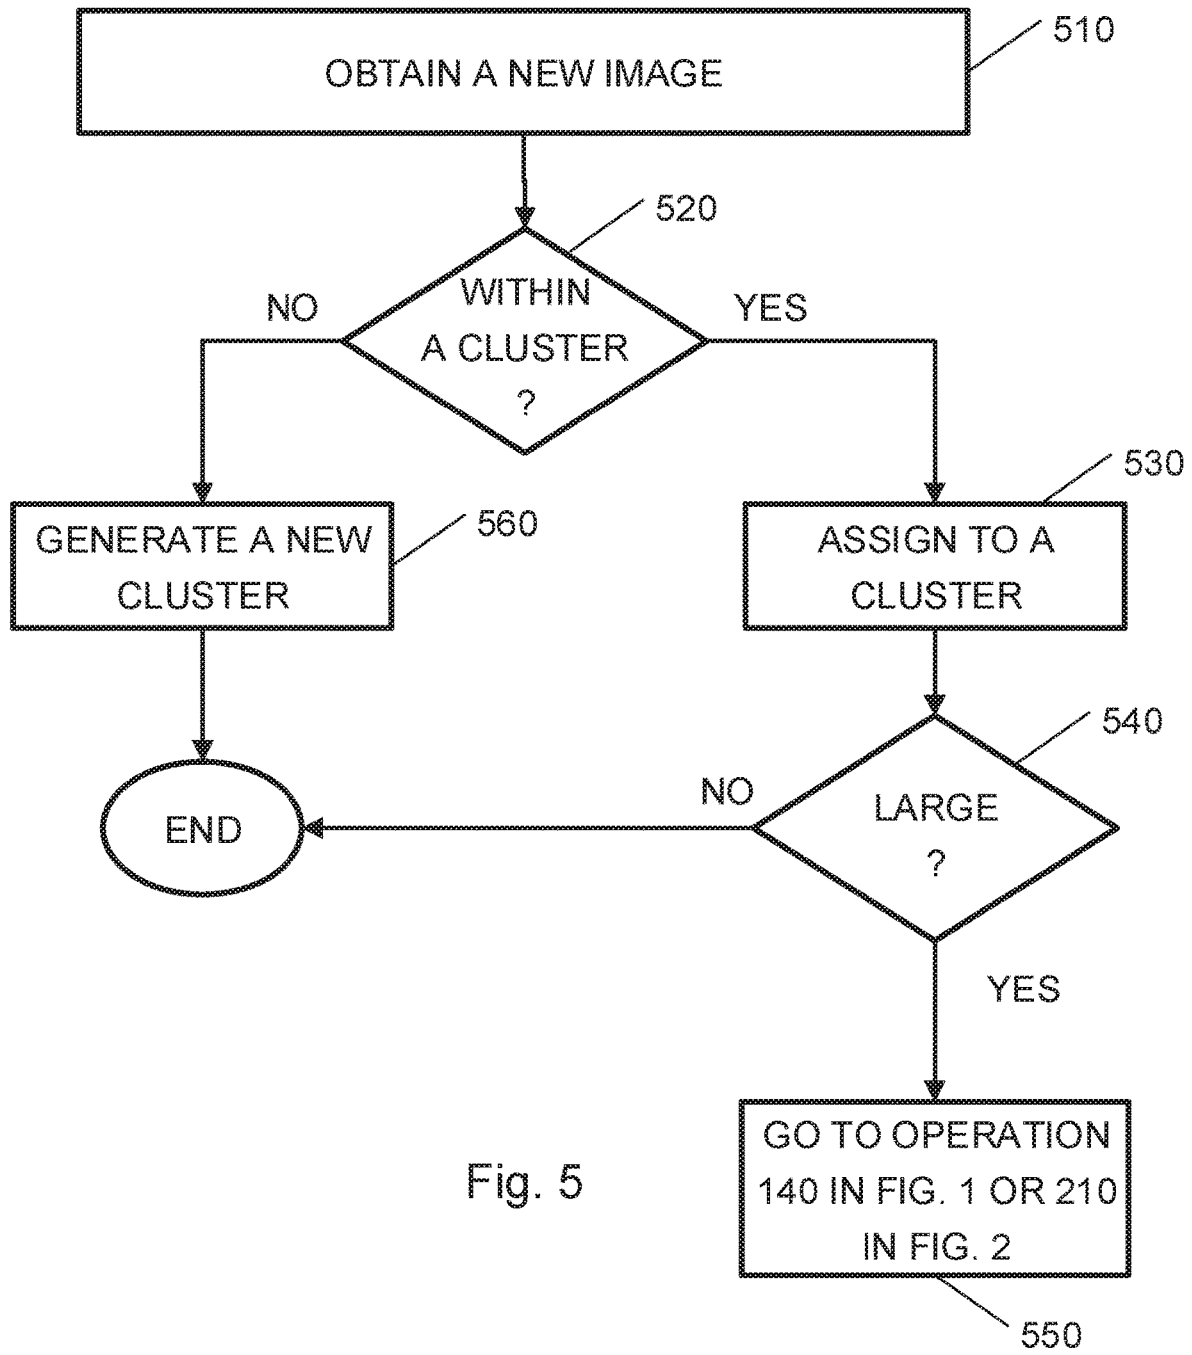 510
OBTAIN A NEW IMAGE
520
WITHIN
A CLUSTER
?
NO
YES
530
560
GENERATE A NEW
CLUSTER
ASSIGN TO A
CLUSTER
540
NO
LARGE
?
END
YES
GO TO OPERATION
140 IN FIG. 1 OR 210
IN FIG. 2
Fig. 5
550